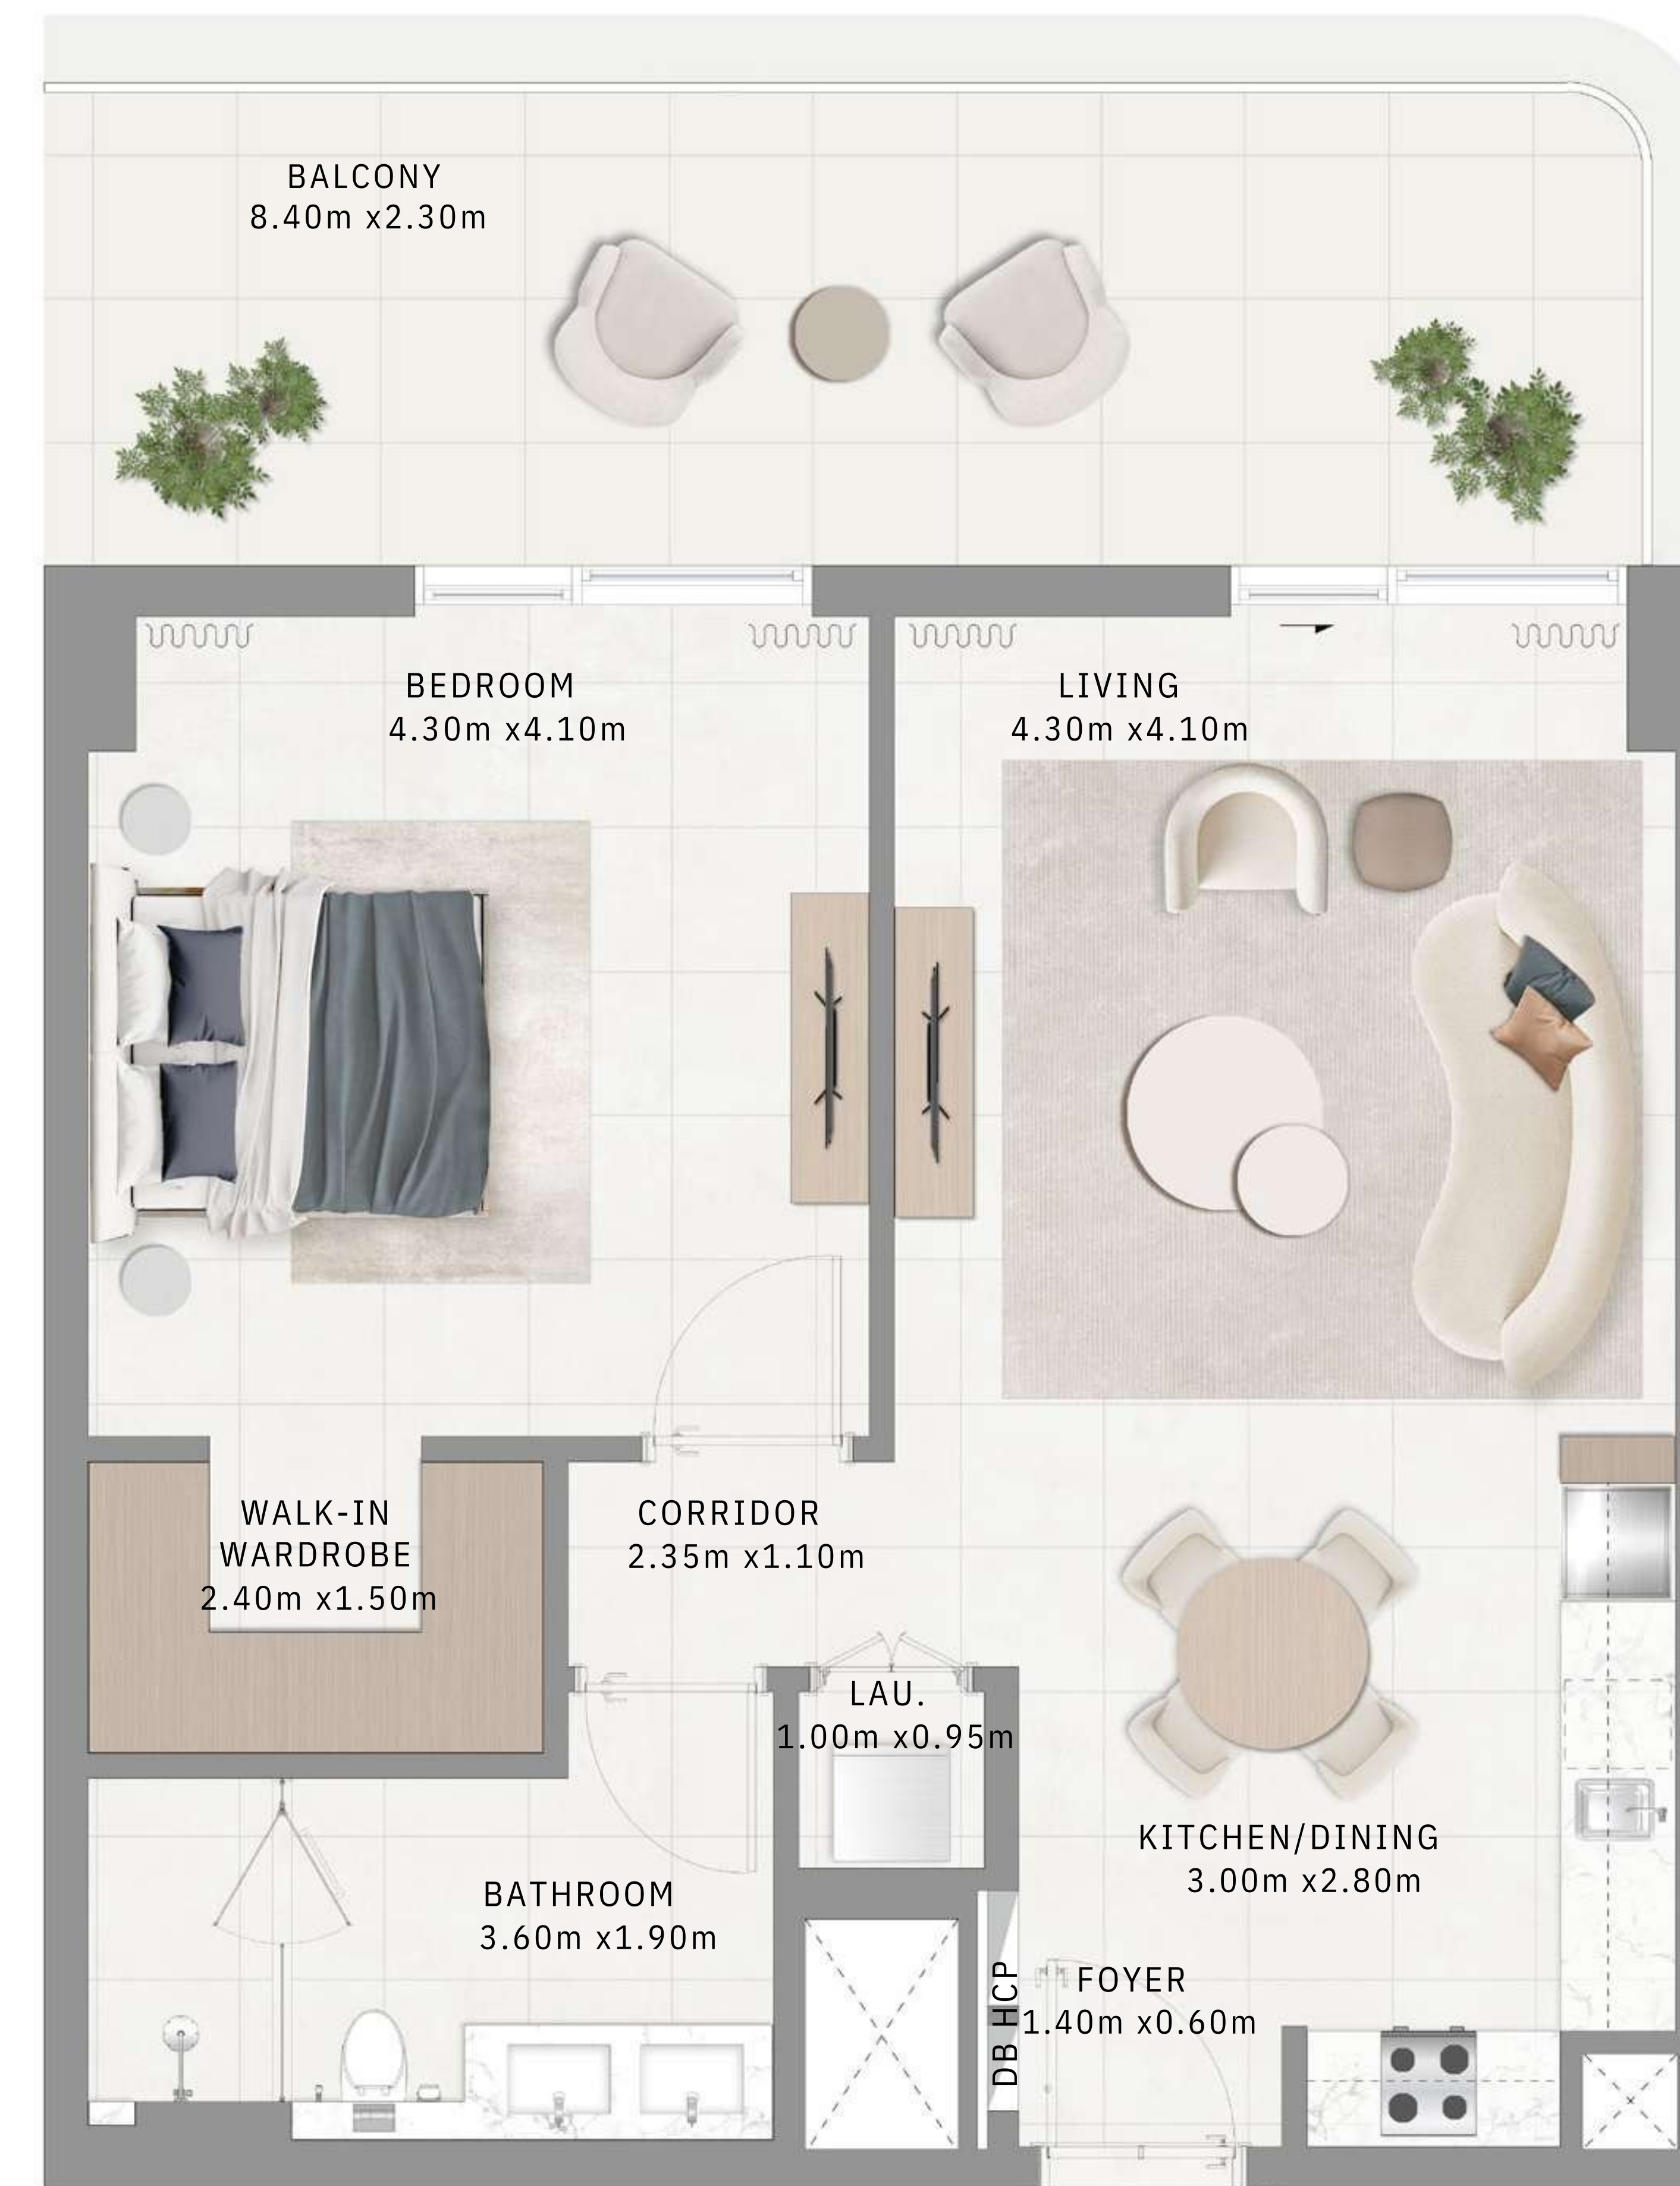 BALCONY
8.40m x2.30m
BEDROOM
4.30m x4.10m
LIVING
4.30m x4.10m
WALK-IN
WARDROBE
2.40m x1.50m
CORRIDOR
2.35m x1.10m
LAU.
1.00m x0.95m
KITCHEN/DINING
3.00m x2.80m
BATHROOM
3.60m x1.90m
DB HCP
FOYER
1.40m x0.60m